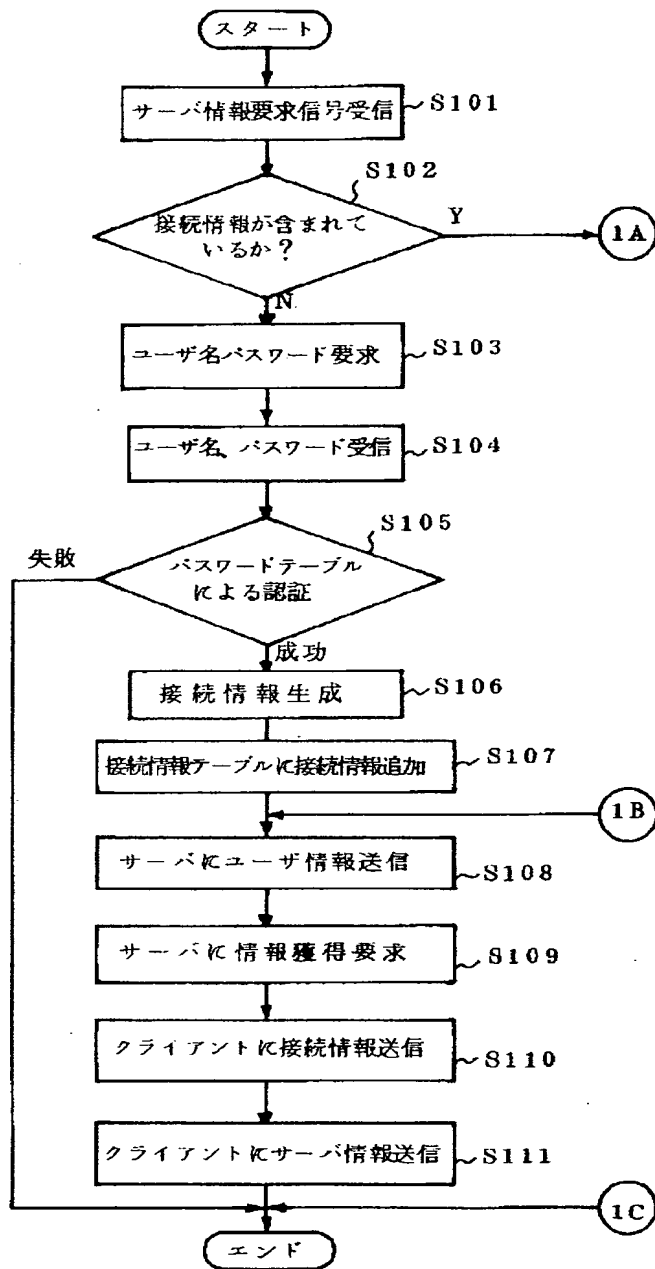 スタート
サーバ情報要求信号受信
S101
S102
接続情報が含まれて
いるか?
Y
1A
N
ユーザ名パスワード要求
S103
ユーザ名、パスワード受信
S104
S105
失敗
パスワードテーブル
による認証
成功
接続情報生成
S106
接続情報テーブルに接続情報追加
S107
1B
サーバにユーザ情報送信
S108
サーバに情報獲得要求
S109
クライアントに接続情報送信
S110
クライアントにサーバ情報送信
S111
1C
エンド